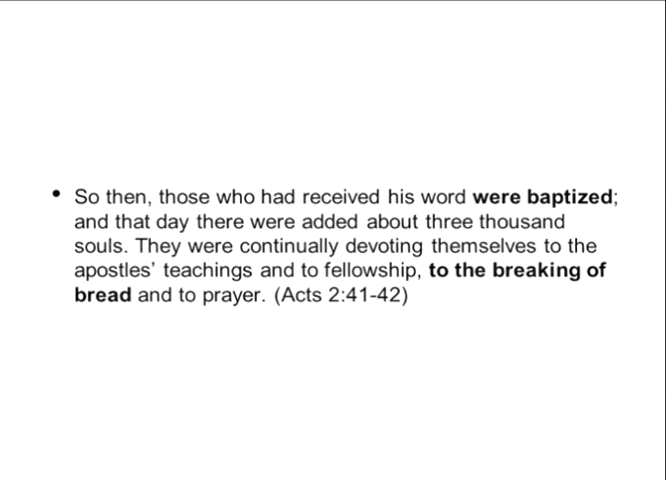 • So then, those who had received his word were baptized;
and that day there were added about three thousand
souls. They were continually devoting themselves to the
apostles’ teachings and to fellowship, to the breaking of
bread and to prayer. (Acts 2:41-42)